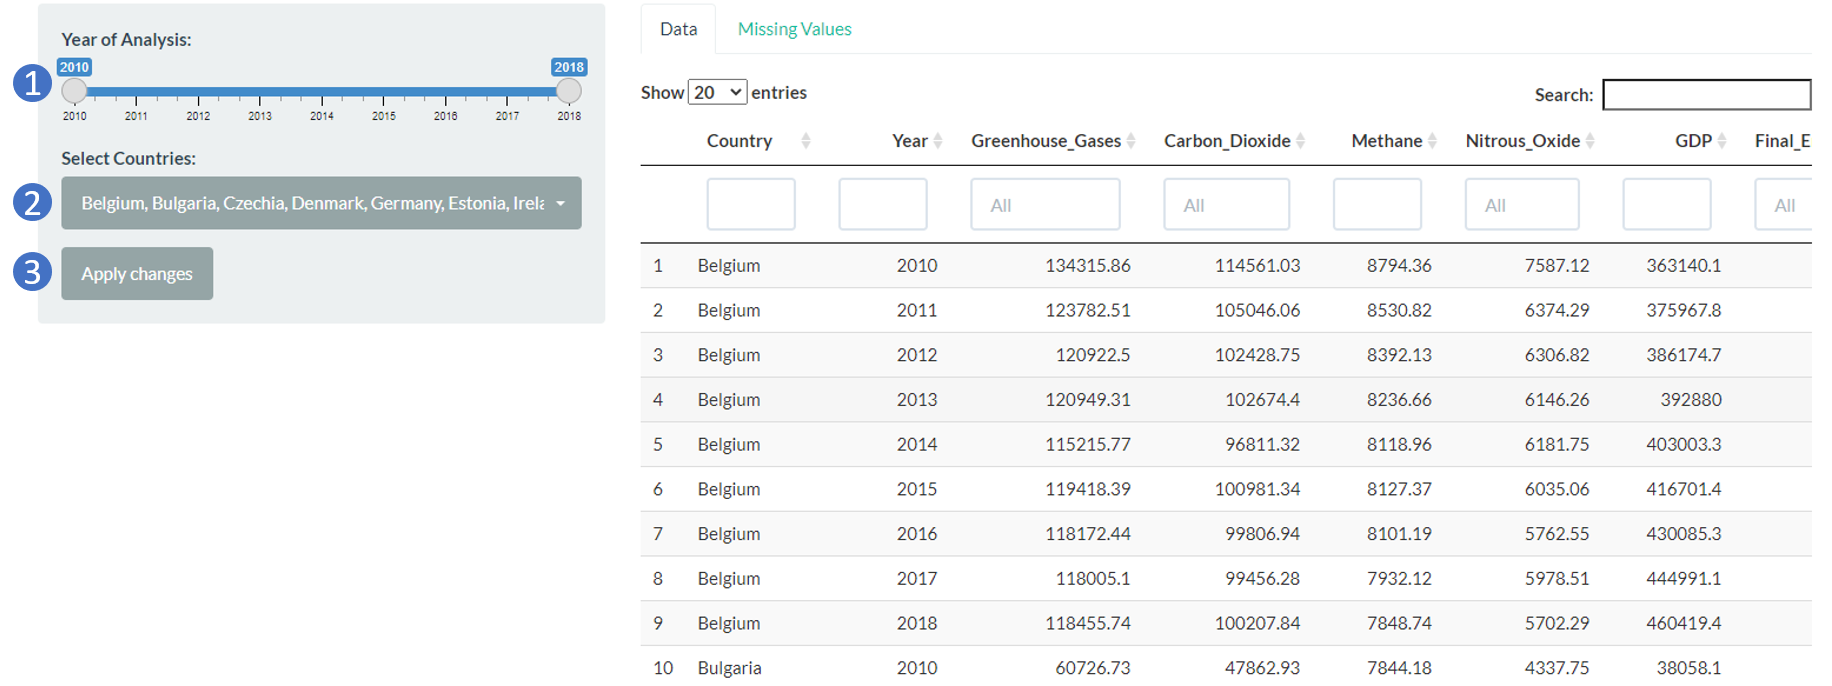 Year of Analysis:
2010 2018
1
2010 2011 2012 2013 2014 2015 2016 2017 2018
Select Countries:
2 Belgium, Bulgaria, Czechia, Denmark, Germany, Estonia, Irela
3 Apply changes
Data Missing Values
Show 20 entries Search:
Country Year Greenhouse_Gases Carbon_Dioxide Methane Nitrous_Oxide GDP Final_E
All All All All
1 Belgium 2010 134315.86 114561.03 8794.36 7587.12 363140.1
2 Belgium 2011 123782.51 105046.06 8530.82 6374.29 375967.8
3 Belgium 2012 120922.5 102428.75 8392.13 6306.82 386174.7
4 Belgium 2013 120949.31 102674.4 8236.66 6146.26 392880
5 Belgium 2014 115215.77 96811.32 8118.96 6181.75 403003.3
6 Belgium 2015 119418.39 100981.34 8127.37 6035.06 416701.4
7 Belgium 2016 118172.44 99806.94 8101.19 5762.55 430085.3
8 Belgium 2017 118005.1 99456.28 7932.12 5978.51 444991.1
9 Belgium 2018 118455.74 100207.84 7848.74 5702.29 460419.4
10 Bulgaria 2010 60726.73 47862.93 7844.18 4337.75 38058.1